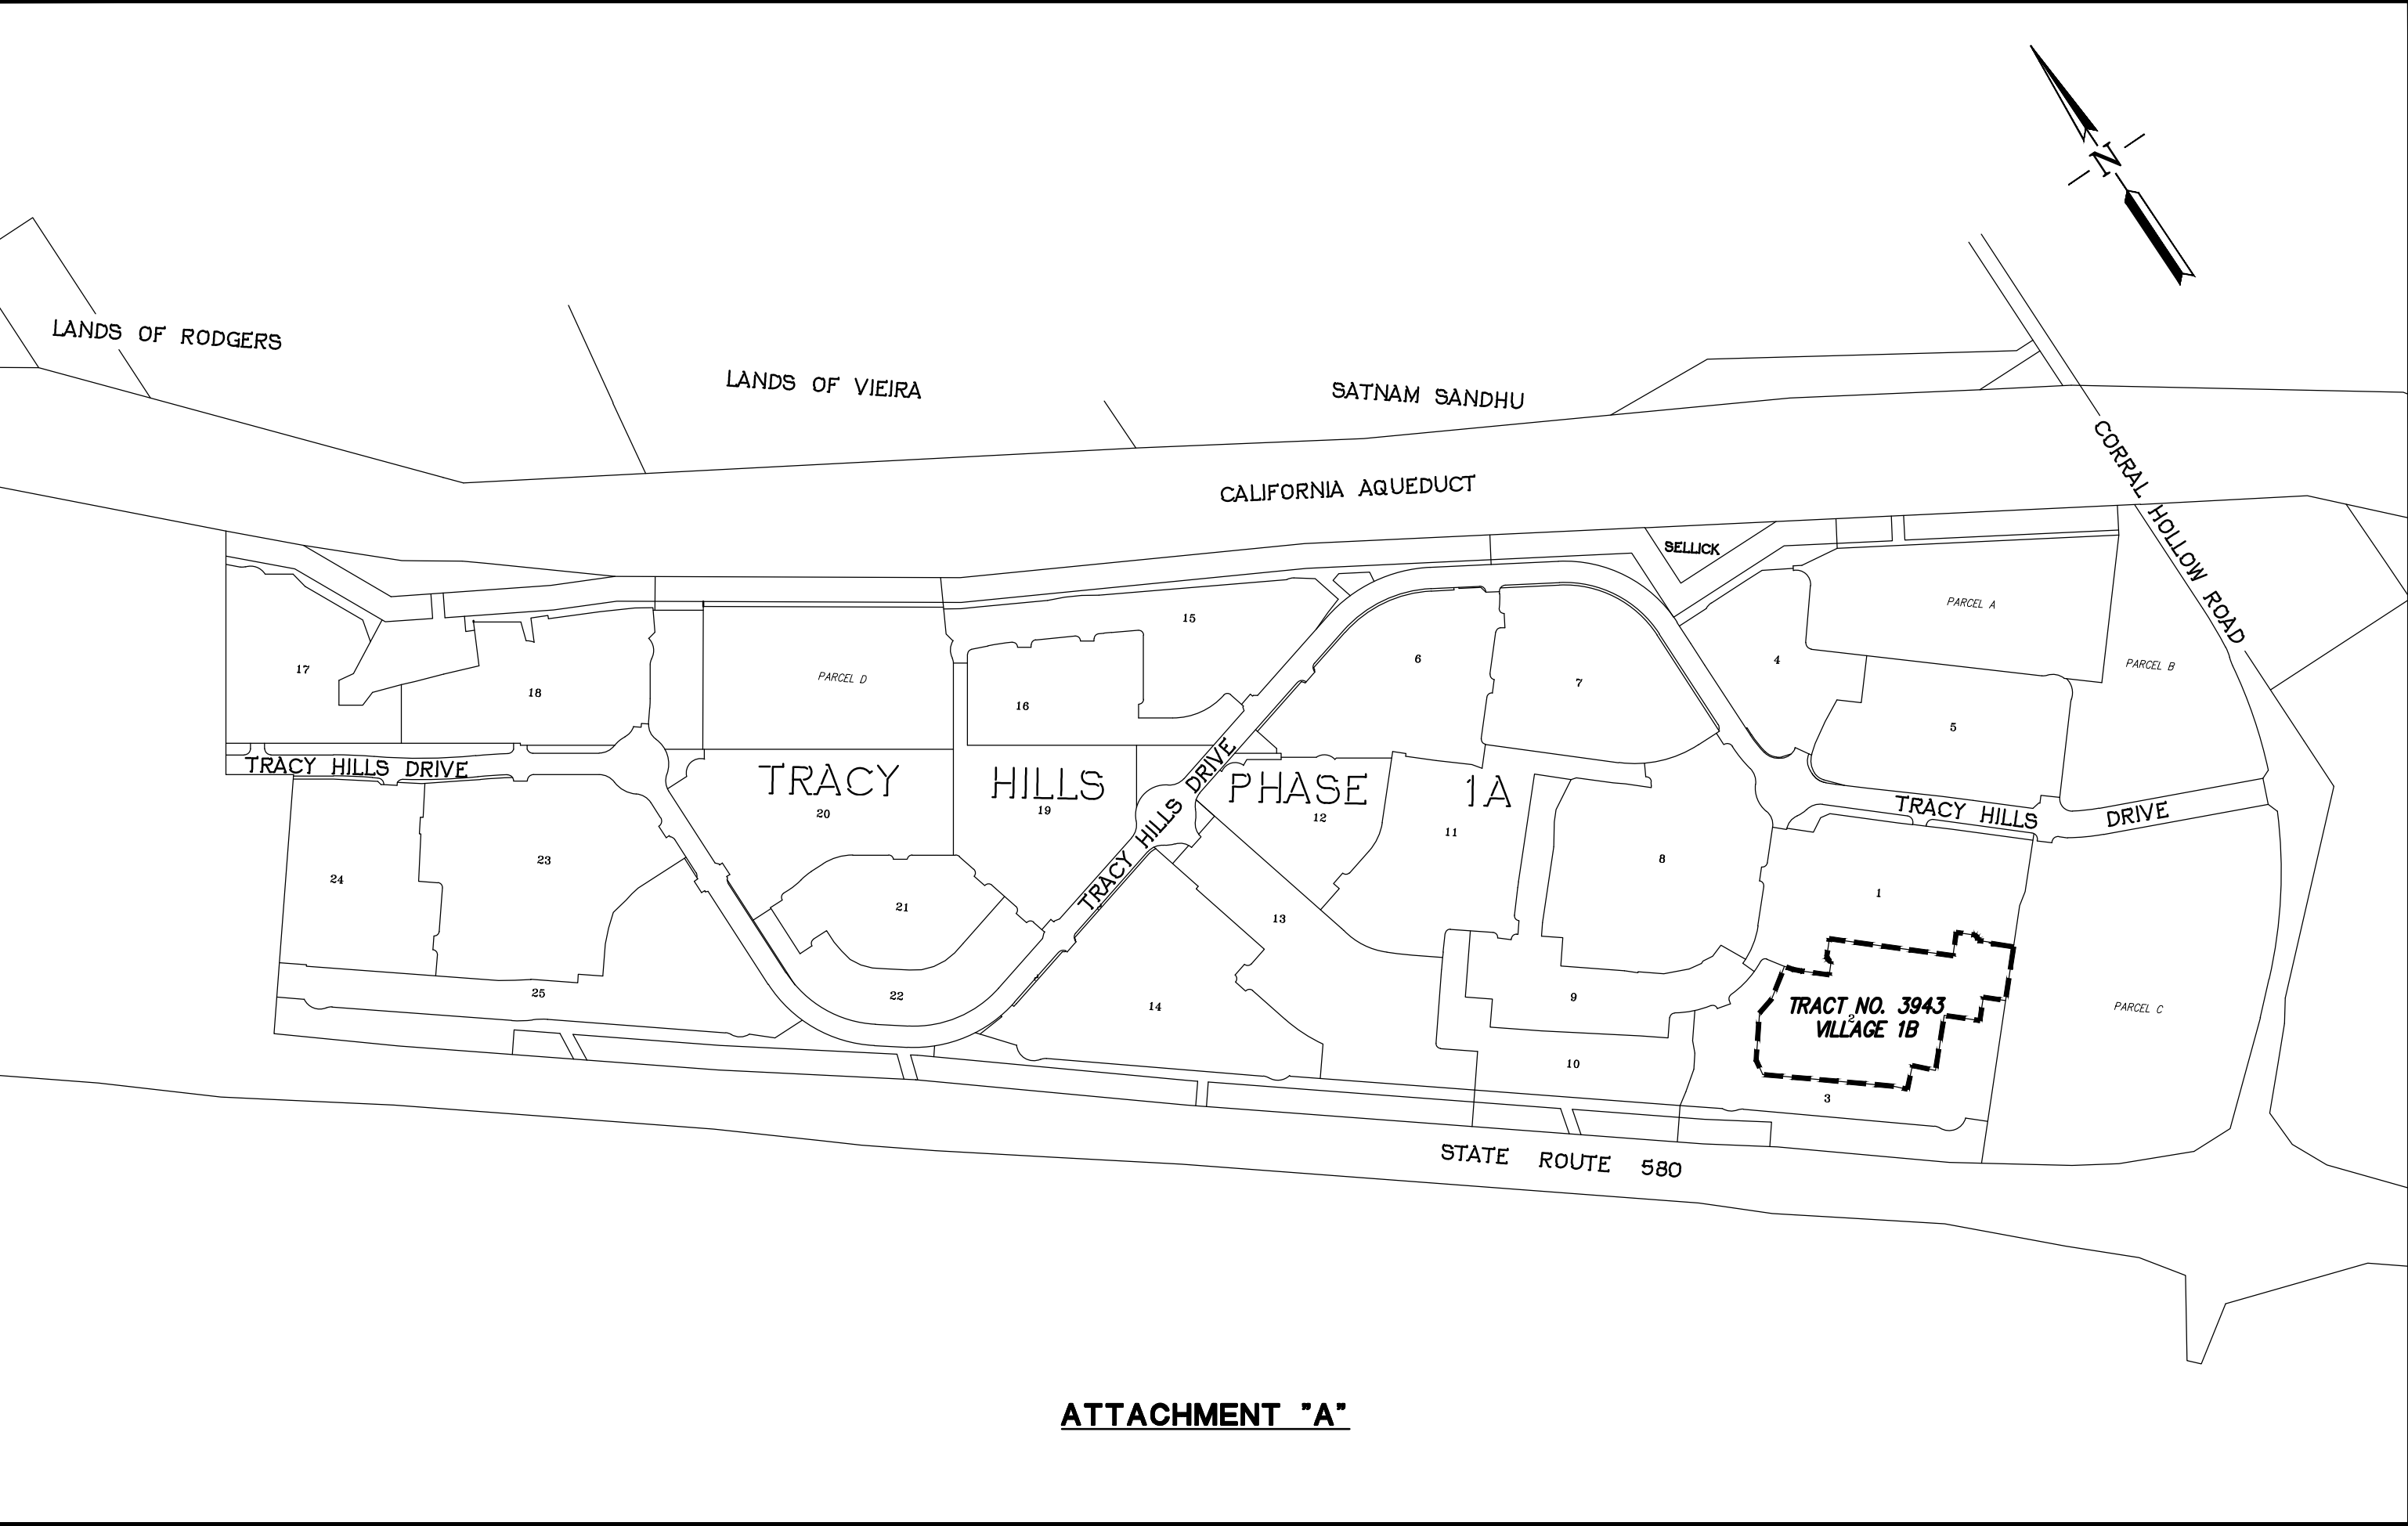 N
LANDS OF RODGERS
LANDS OF VIEIRA
SATNAM SANDHU
CORRAL HOLLOW ROAD
CALIFORNIA AQUEDUCT
SELLICK
PARCEL A
15
PARCEL B
6
4
17
PARCEL D
7
18
16
5
TRACY HILLS DRIVE
TRACY HILLS PHASE 1A
TRACY HILLS DRIVE
TRACY HILLS DRIVE
20
19
12
11
23
8
24
1
21
13
25
22
9
14
TRACT NO. 3943
2
VILLAGE 1B
PARCEL C
10
3
STATE ROUTE 580
ATTACHMENT "A"